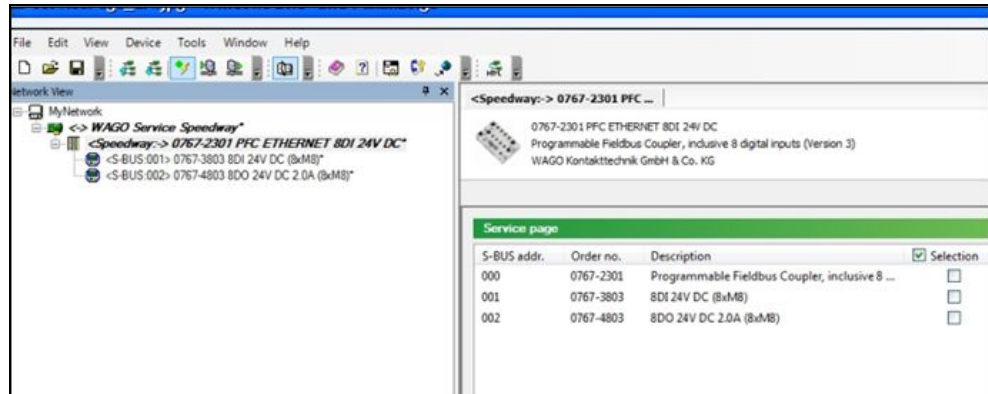 File Edit View Device Tools Window Help
Network View
MyNetwork
<-> WAGO Service Speedway*
<Speedway:-> 0767-2301 PFC ETHERNET 8DI 24V DC*
<S-BUS:001> 0767-3803 8DI 24V DC (8xM8)*
<S-BUS:002> 0767-4803 8DO 24V DC 2.0A (8xM8)*
<Speedway:-> 0767-2301 PFC ...
0767-2301 PFC ETHERNET 8DI 24V DC
Programmable Fieldbus Coupler, inclusive 8 digital inputs (Version 3)
WAGO Kontakttechnik GmbH & Co. KG
Service page
S-BUS addr. Order no. Description Selection
000 0767-2301 Programmable Fieldbus Coupler, inclusive 8 ...
001 0767-3803 8DI 24V DC (8xM8)
002 0767-4803 8DO 24V DC 2.0A (8xM8)